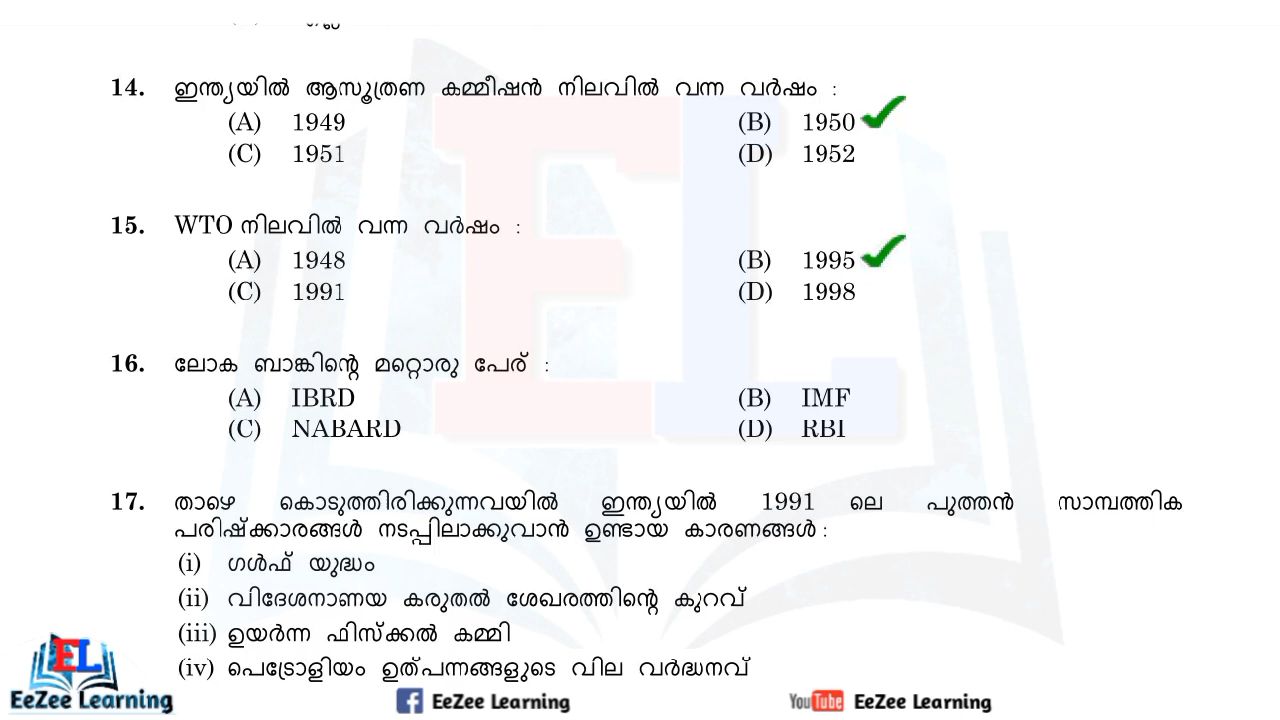 14. ഇന്ത്യയിൽ ആസൂത്രണ കമ്മീഷൻ നിലവിൽ വന്ന വർഷം :
(A) 1949 (B) 1950
(C) 1951 (D) 1952
15. WTO നിലവിൽ വന്ന വർഷം :
(A) 1948 (B) 1995
(C) 1991 (D) 1998
16. ലോക ബാങ്കിന്റെ മറ്റൊരു പേര് :
(A) IBRD (B) IMF
(C) NABARD (D) RBI
17. താഴെ കൊടുത്തിരിക്കുന്നവയിൽ ഇന്ത്യയിൽ 1991 ലെ പുത്തൻ സാമ്പത്തിക
പരിഷ്ക്കാരങ്ങൾ നടപ്പിലാക്കുവാൻ ഉണ്ടായ കാരണങ്ങൾ :
(i) ഗൾഫ് യുദ്ധം
(ii) വിദേശനാണയ കരുതൽ ശേഖരത്തിന്റെ കുറവ്
(iii) ഉയർന്ന ഫിസ്ക്കൽ കമ്മി
(iv) പെട്രോളിയം ഉത്പന്നങ്ങളുടെ വില വർദ്ധനവ്
EL
EeZee Learning
EeZee Learning
YouTube EeZee Learning